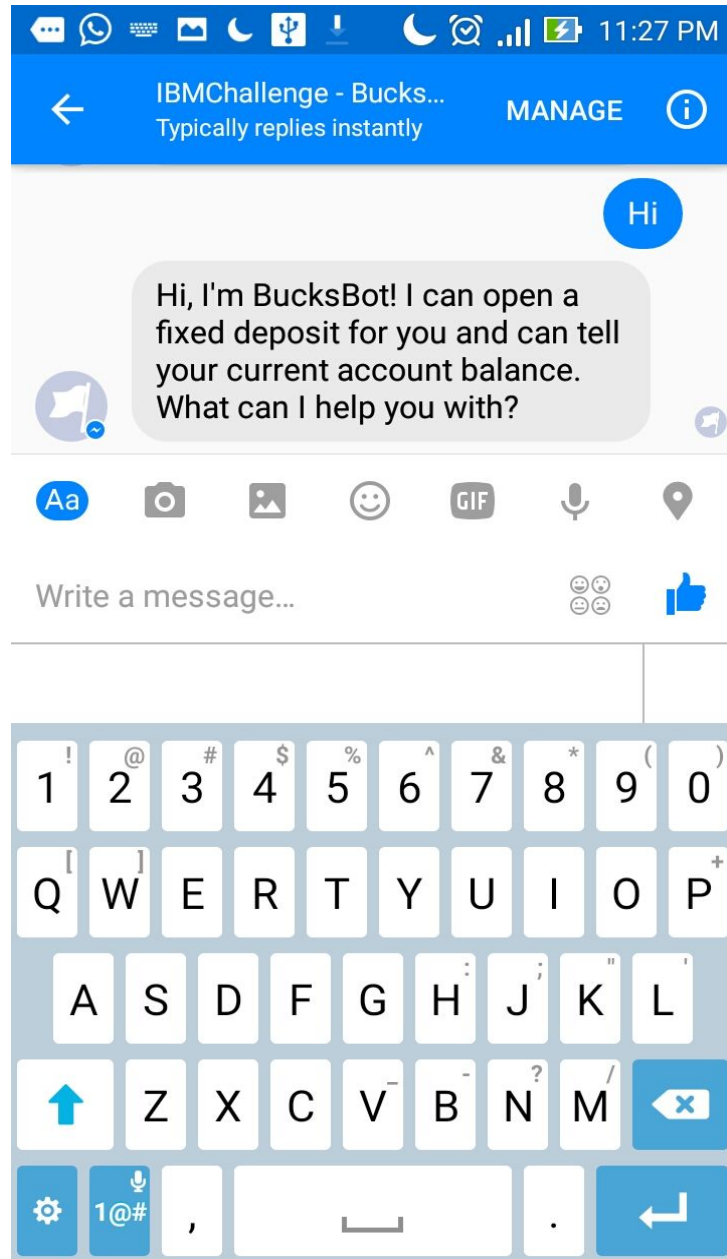 11:27 PM
IBMChallenge - Bucks...
Typically replies instantly
MANAGE
Hi
Hi, I'm BucksBot! I can open a
fixed deposit for you and can tell
your current account balance.
What can I help you with?
Aa
GIF
Write a message...
! @ # $ % ^ & * ( )
1 2 3 4 5 6 7 8 9 0
[ ] +
Q W E R T Y U I O P
: ; " '
A S D F G H J K L
_ - ? /
Z X C V B N M
1@# , .